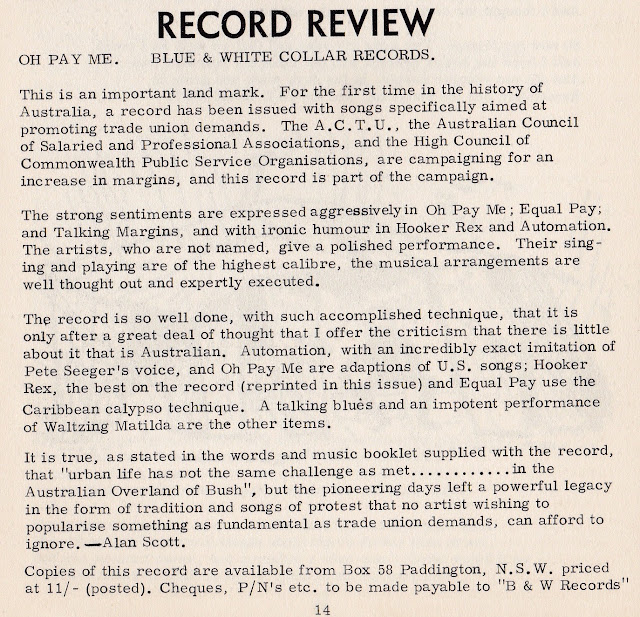 RECORD REVIEW
OH PAY ME. BLUE & WHITE COLLAR RECORDS.
This is an important land mark. For the first time in the history of
Australia, a record has been issued with songs specifically aimed at
promoting trade union demands. The A.C.T.U., the Australian Council
of Salaried and Professional Associations, and the High Council of
Commonwealth Public Service Organisations, are campaigning for an
increase in margins, and this record is part of the campaign.
The strong sentiments are expressed aggressively in Oh Pay Me; Equal Pay;
and Talking Margins, and with ironic humour in Hooker Rex and Automation.
The artists, who are not named, give a polished performance. Their sing-
ing and playing are of the highest calibre, the musical arrangements are
well thought out and expertly executed.
The record is so well done, with such accomplished technique, that it is
only after a great deal of thought that I offer the criticism that there is little
about it that is Australian. Automation, with an incredibly exact imitation of
Pete Seeger's voice, and Oh Pay Me are adaptions of U.S. songs; Hooker
Rex, the best on the record (reprinted in this issue) and Equal Pay use the
Caribbean calypso technique. A talking blues and an impotent performance
of Waltzing Matilda are the other items.
It is true, as stated in the words and music booklet supplied with the record,
that "urban life has not the same challenge as met............in the
Australian Overland of Bush", but the pioneering days left a powerful legacy
in the form of tradition and songs of protest that no artist wishing to
popularise something as fundamental as trade union demands, can afford to
ignore.—Alan Scott.
Copies of this record are available from Box 58 Paddington, N.S.W. priced
at 11/- (posted). Cheques, P/N's etc. to be made payable to "B & W Records"
14